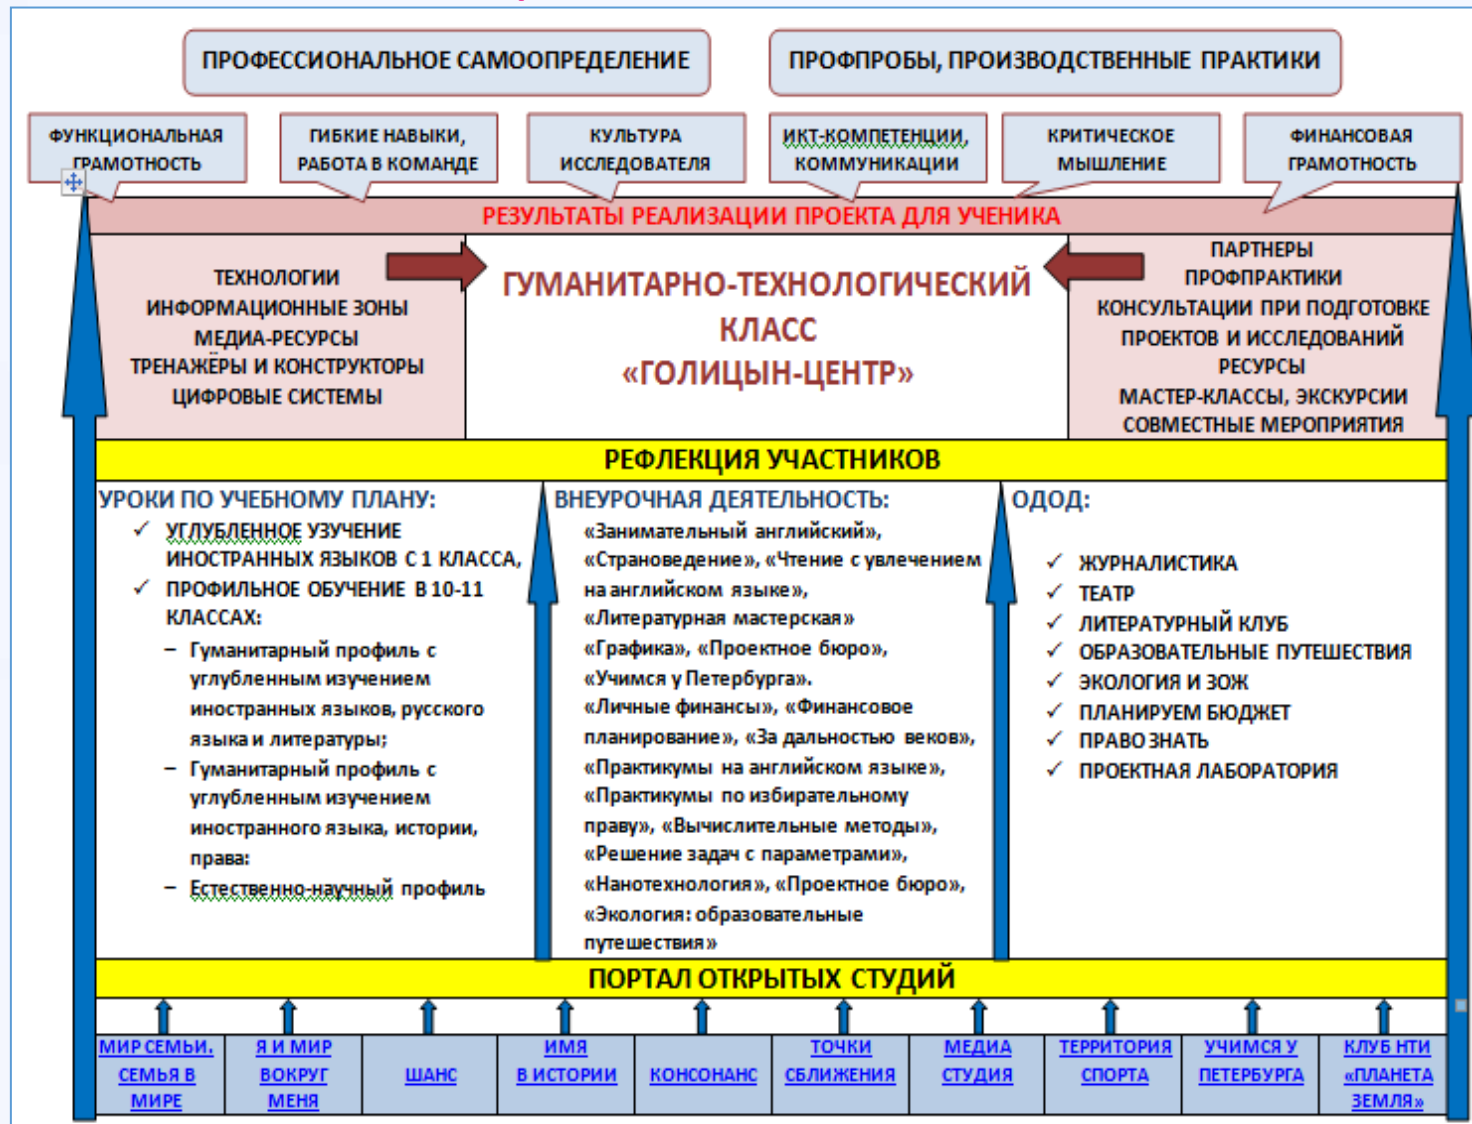 ПРОФЕССИОНАЛЬНОЕ САМООПРЕДЕЛЕНИЕ
ПРОФПРОБЫ, ПРОИЗВОДСТВЕННЫЕ ПРАКТИКИ
ФУНКЦИОНАЛЬНАЯ
ГРАМОТНОСТЬ
ГИБКИЕ НАВЫКИ,
РАБОТА В КОМАНДЕ
КУЛЬТУРА
ИССЛЕДОВАТЕЛЯ
ИКТ-КОМПЕТЕНЦИИ,
КОММУНИКАЦИИ
КРИТИЧЕСКОЕ
МЫШЛЕНИЕ
ФИНАНСОВАЯ
ГРАМОТНОСТЬ
РЕЗУЛЬТАТЫ РЕАЛИЗАЦИИ ПРОЕКТА ДЛЯ УЧЕНИКА
ТЕХНОЛОГИИ
ИНФОРМАЦИОННЫЕ ЗОНЫ
МЕДИА-РЕСУРСЫ
ТРЕНАЖЁРЫ И КОНСТРУКТОРЫ
ЦИФРОВЫЕ СИСТЕМЫ
ГУМАНИТАРНО-ТЕХНОЛОГИЧЕСКИЙ
КЛАСС
«ГОЛИЦЫН-ЦЕНТР»
ПАРТНЕРЫ
ПРОФПРАКТИКИ
КОНСУЛЬТАЦИИ ПРИ ПОДГОТОВКЕ
ПРОЕКТОВ И ИССЛЕДОВАНИЙ
РЕСУРСЫ
МАСТЕР-КЛАССЫ, ЭКСКУРСИИ
СОВМЕСТНЫЕ МЕРОПРИЯТИЯ
РЕФЛЕКЦИЯ УЧАСТНИКОВ
УРОКИ ПО УЧЕБНОМУ ПЛАНУ:
✓ УГЛУБЛЕННОЕ УЗУЧЕНИЕ
ИНОСТРАННЫХ ЯЗЫКОВ С 1 КЛАССА,
✓ ПРОФИЛЬНОЕ ОБУЧЕНИЕ В 10-11
КЛАССАХ:
– Гуманитарный профиль с
углубленным изучением
иностранных языков, русского
языка и литературы;
– Гуманитарный профиль с
углубленным изучением
иностранного языка, истории,
права:
– Естественно-научный профиль
ВНЕУРОЧНАЯ ДЕЯТЕЛЬНОСТЬ:
«Занимательный английский»,
«Страноведение», «Чтение с увлечением
на английском языке»,
«Литературная мастерская»
«Графика», «Проектное бюро»,
«Учимся у Петербурга».
«Личные финансы», «Финансовое
планирование», «За дальностью веков»,
«Практикумы на английском языке»,
«Практикумы по избирательному
праву», «Вычислительные методы»,
«Решение задач с параметрами»,
«Нанотехнология», «Проектное бюро»,
«Экология: образовательные
путешествия»
ОДОД:
✓ ЖУРНАЛИСТИКА
✓ ТЕАТР
✓ ЛИТЕРАТУРНЫЙ КЛУБ
✓ ОБРАЗОВАТЕЛЬНЫЕ ПУТЕШЕСТВИЯ
✓ ЭКОЛОГИЯ И ЗОЖ
✓ ПЛАНИРУЕМ БЮДЖЕТ
✓ ПРАВО ЗНАТЬ
✓ ПРОЕКТНАЯ ЛАБОРАТОРИЯ
ПОРТАЛ ОТКРЫТЫХ СТУДИЙ
МИР СЕМЬИ.
СЕМЬЯ В
МИРЕ
Я И МИР
ВОКРУГ
МЕНЯ
ШАНС
ИМЯ
В ИСТОРИИ
КОНСОНАНС
ТОЧКИ
СБЛИЖЕНИЯ
МЕДИА
СТУДИЯ
ТЕРРИТОРИЯ
СПОРТА
УЧИМСЯ У
ПЕТЕРБУРГА
КЛУБ НТИ
«ПЛАНЕТА
ЗЕМЛЯ»